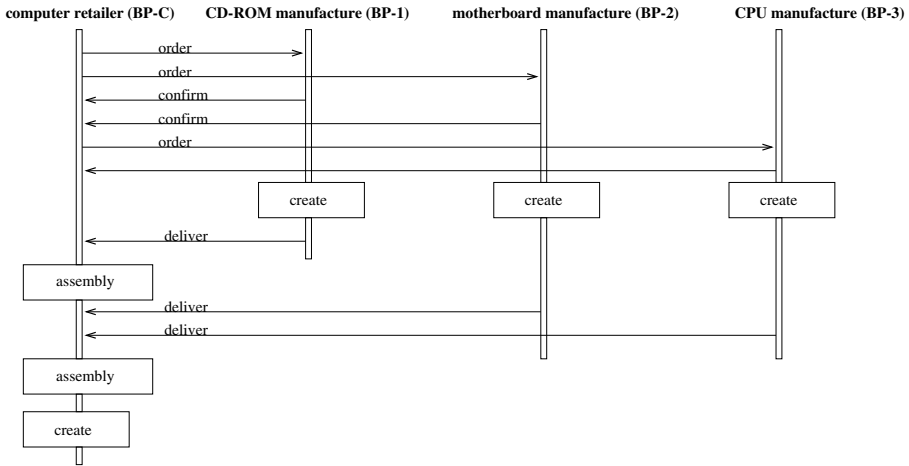 computer retailer (BP-C) CD-ROM manufacture (BP-1) motherboard manufacture (BP-2) CPU manufacture (BP-3)
order
order
confirm
confirm
order
create create create
deliver
assembly
deliver
deliver
assembly
create